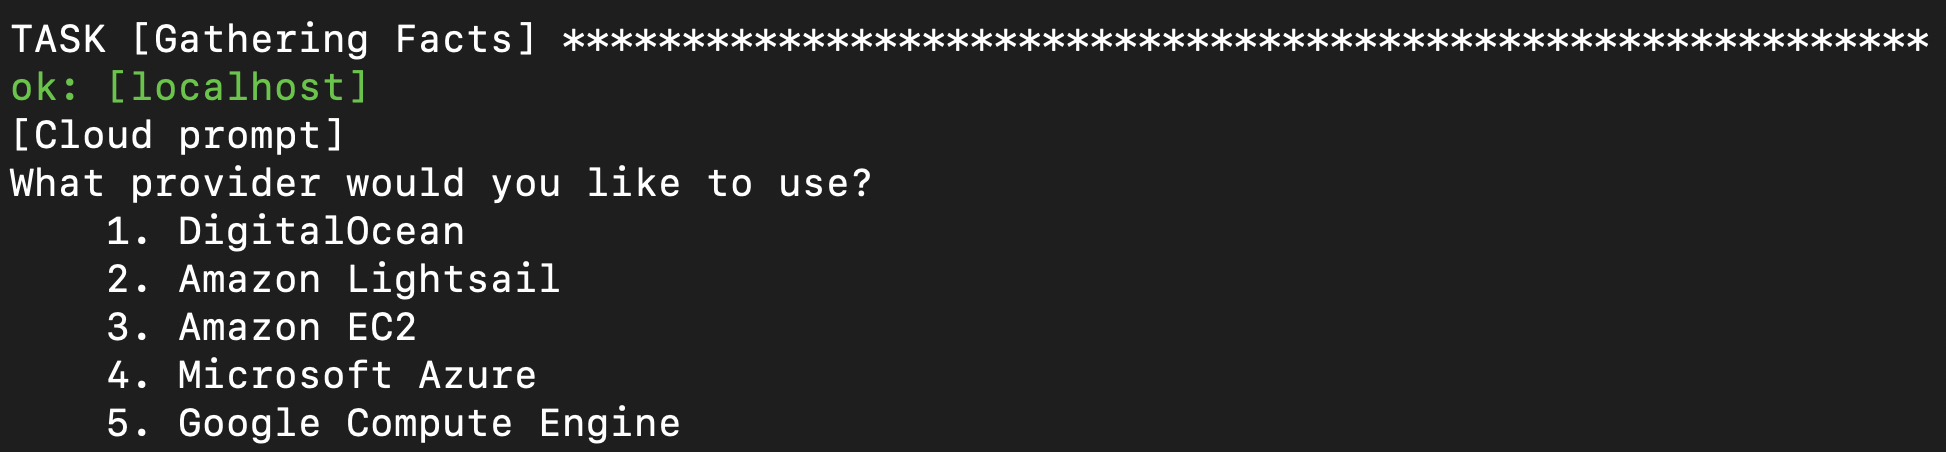 TASK [Gathering Facts] *********************************************************
ok: [localhost]
[Cloud prompt]
What provider would you like to use?
    1. DigitalOcean
    2. Amazon Lightsail
    3. Amazon EC2
    4. Microsoft Azure
    5. Google Compute Engine